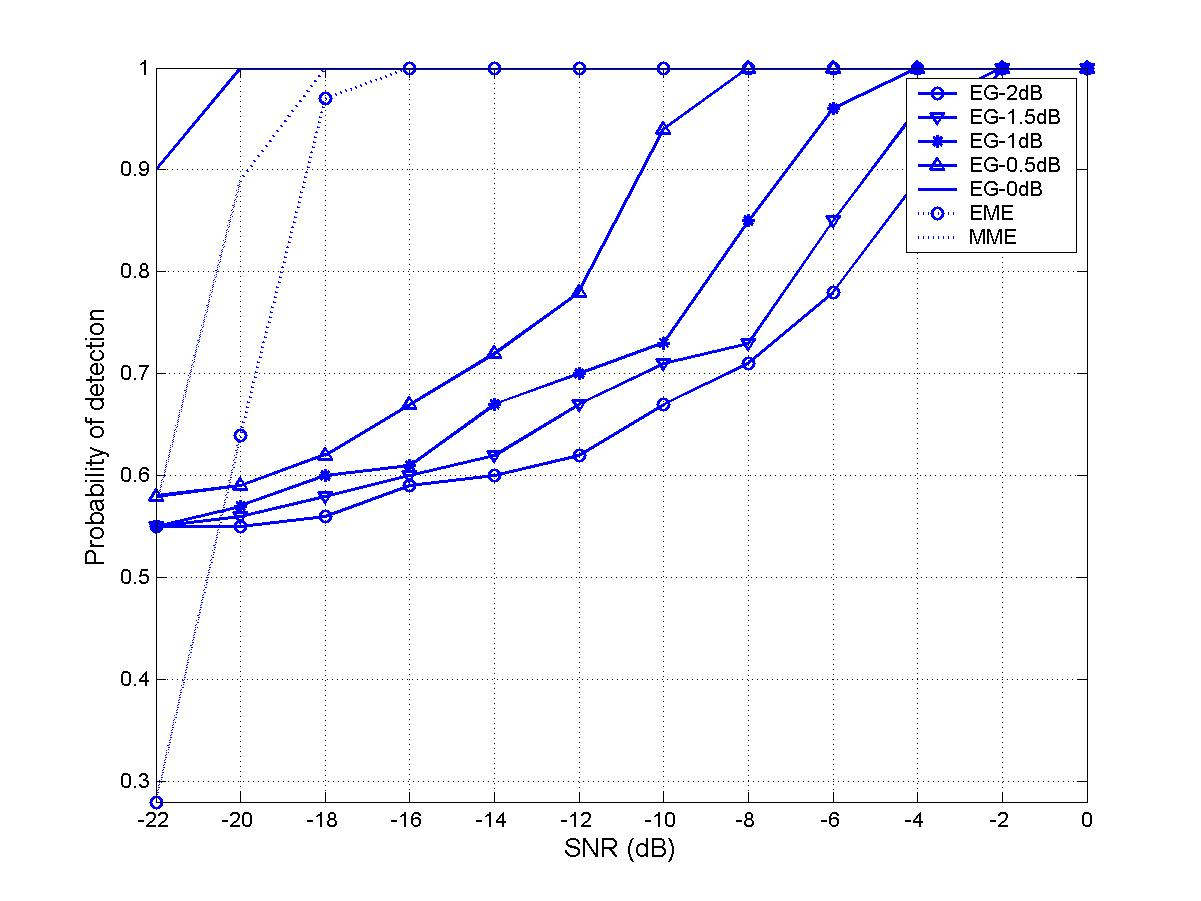 1
0.9
0.8
0.7
0.6
0.5
0.4
0.3
Probability of detection
EG-2dB
EG-1.5dB
EG-1dB
EG-0.5dB
EG-0dB
EME
MME
-22 -20 -18 -16 -14 -12 -10 -8 -6 -4 -2 0
SNR (dB)